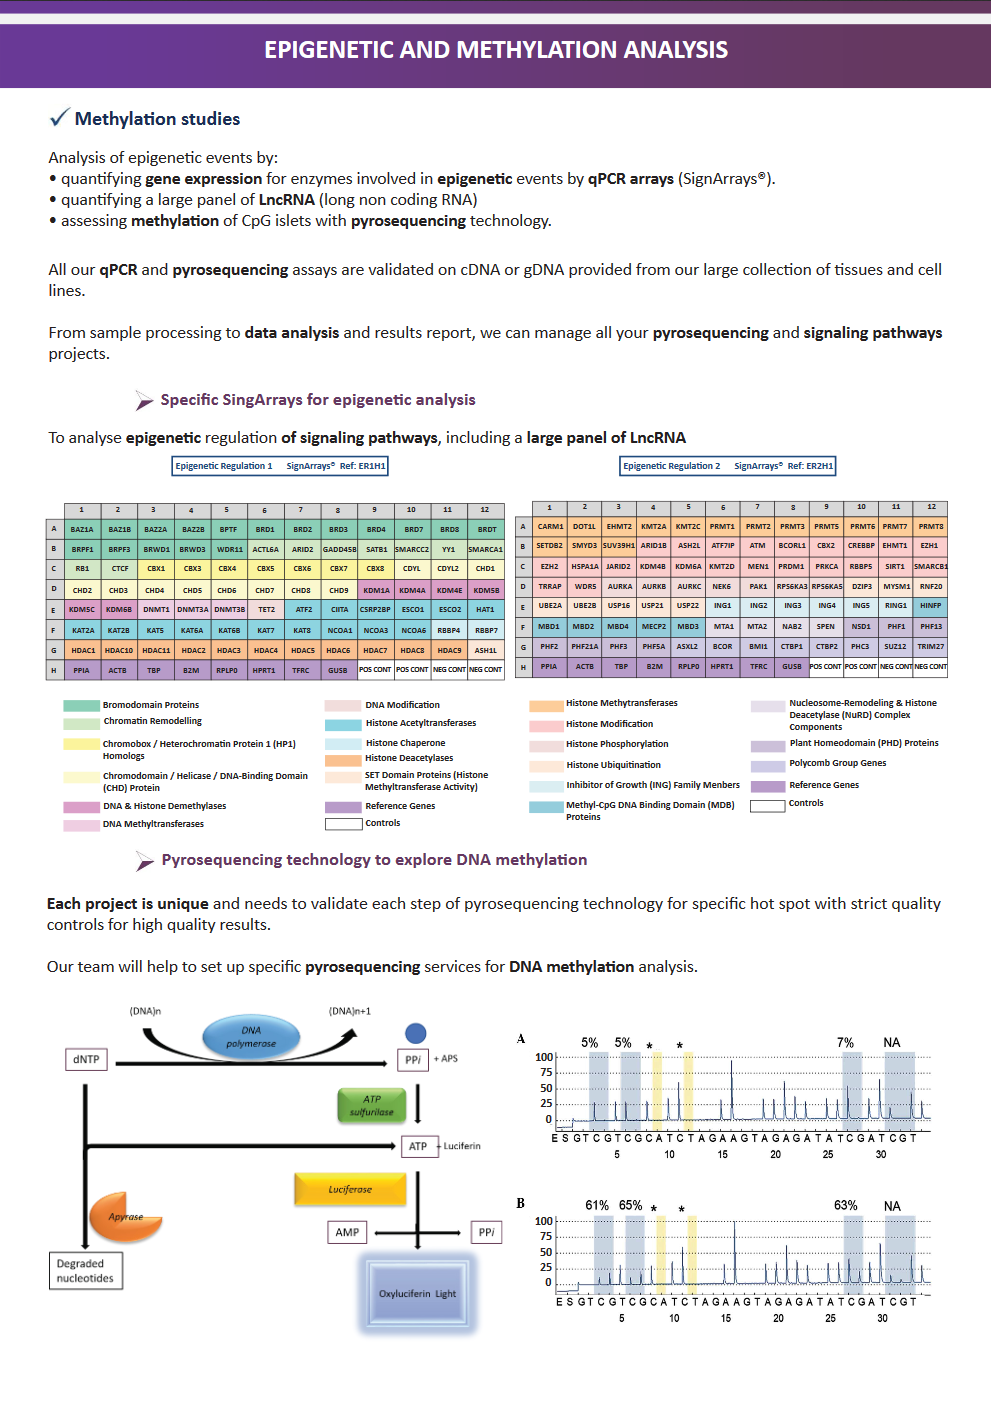 EPIGENETIC AND METHYLATION ANALYSIS
✓ Methylation studies
Analysis of epigenetic events by:
• quantifying gene expression for enzymes involved in epigenetic events by qPCR arrays (SignArrays®).
• quantifying a large panel of LncRNA (long non coding RNA)
• assessing methylation of CpG islets with pyrosequencing technology.
All our qPCR and pyrosequencing assays are validated on cDNA or gDNA provided from our large collection of tissues and cell
lines.
From sample processing to data analysis and results report, we can manage all your pyrosequencing and signaling pathways
projects.
Specific SingArrays for epigenetic analysis
To analyse epigenetic regulation of signaling pathways, including a large panel of LncRNA
Epigenetic Regulation 1 SignArrays® Ref: ER1H1
1 2 3 4 5 6 7 8 9 10 11 12
A BAZ1A BAZ1B BAZ2A BAZ2B BPTF BRD1 BRD2 BRD3 BRD4 BRD7 BRD8 BRDT
B BRPF1 BRPF3 BRWD1 BRWD3 WDR11 ACTL6A ARID2 GADD45B SATB1 SMARCC2 YY1 SMARCA1
C RB1 CTCF CBX1 CBX3 CBX4 CBX5 CBX6 CBX7 CBX8 CDYL CDYL2 CHD1
D CHD2 CHD3 CHD4 CHD5 CHD6 CHD7 CHD8 CHD9 KDM1A KDM4A KDM4E KDM5B
E KDM5C KDM6B DNMT1 DNMT3A DNMT3B TET2 ATF2 CIITA CSRP2BP ESCO1 ESCO2 HAT1
F KAT2A KAT2B KAT5 KAT6A KAT6B KAT7 KAT8 NCOA1 NCOA3 NCOA6 RBBP4 RBBP7
G HDAC1 HDAC10 HDAC11 HDAC2 HDAC3 HDAC4 HDAC5 HDAC6 HDAC7 HDAC8 HDAC9 ASH1L
H PPIA ACTB TBP B2M RPLP0 HPRT1 TFRC GUSB POS CONT POS CONT NEG CONT NEG CONT
Bromodomain Proteins
Chromatin Remodelling
Chromobox / Heterochromatin Protein 1 (HP1)
Homologs
Chromodomain / Helicase / DNA-Binding Domain
(CHD) Protein
DNA & Histone Demethylases
DNA Methyltransferases
DNA Modification
Histone Acetyltransferases
Histone Chaperone
Histone Deacetylases
SET Domain Proteins (Histone
Methyltransferase Activity)
Reference Genes
Controls
Epigenetic Regulation 2 SignArrays® Ref: ER2H1
1 2 3 4 5 6 7 8 9 10 11 12
A CARM1 DOT1L EHMT2 KMT2A KMT2C PRMT1 PRMT2 PRMT3 PRMT5 PRMT6 PRMT7 PRMT8
B SETDB2 SMYD3 SUV39H1 ARID1B ASH2L ATF7IP ATM BCORL1 CBX2 CREBBP EHMT1 EZH1
C EZH2 HSPA1A JARID2 KDM4B KDM6A KMT2D MEN1 PRDM1 PRKCA RBBP5 SIRT1 SMARCB1
D TRRAP WDR5 AURKA AURKB AURKC NEK6 PAK1 RPS6KA3 RPS6KA5 DZIP3 MYSM1 RNF20
E UBE2A UBE2B USP16 USP21 USP22 ING1 ING2 ING3 ING4 ING5 RING1 HINFP
F MBD1 MBD2 MBD4 MECP2 MBD3 MTA1 MTA2 NAB2 SPEN NSD1 PHF1 PHF13
G PHF2 PHF21A PHF3 PHF5A ASXL2 BCOR BMI1 CTBP1 CTBP2 PHC3 SUZ12 TRIM27
H PPIA ACTB TBP B2M RPLP0 HPRT1 TFRC GUSB POS CONT POS CONT NEG CONT NEG CONT
Histone Methytransferases
Histone Modification
Histone Phosphorylation
Histone Ubiquitination
Inhibitor of Growth (ING) Family Menbers
Methyl-CpG DNA Binding Domain (MDB)
Proteins
Nucleosome-Remodeling & Histone
Deacetylase (NuRD) Complex
Components
Plant Homeodomain (PHD) Proteins
Polycomb Group Genes
Reference Genes
Controls
Pyrosequencing technology to explore DNA methylation
Each project is unique and needs to validate each step of pyrosequencing technology for specific hot spot with strict quality
controls for high quality results.
Our team will help to set up specific pyrosequencing services for DNA methylation analysis.
(DNA)n
(DNA)n+1
DNA
polymerase
dNTP
PPi
+ APS
ATP
sulfurilase
ATP
+ Luciferin
Luciferase
Apyrase
AMP
PPi
Degraded
nucleotides
Oxyluciferin Light
A
5% 5% * * 7% NA
100
75
50
25
0
E S G T C G T C G C A T C T A G A A G T A G A G A T A T C G A T C G T
5 10 15 20 25 30
B
61% 65% * * 63% NA
100
75
50
25
0
E S G T C G T C G C A T C T A G A A G T A G A G A T A T C G A T C G T
5 10 15 20 25 30